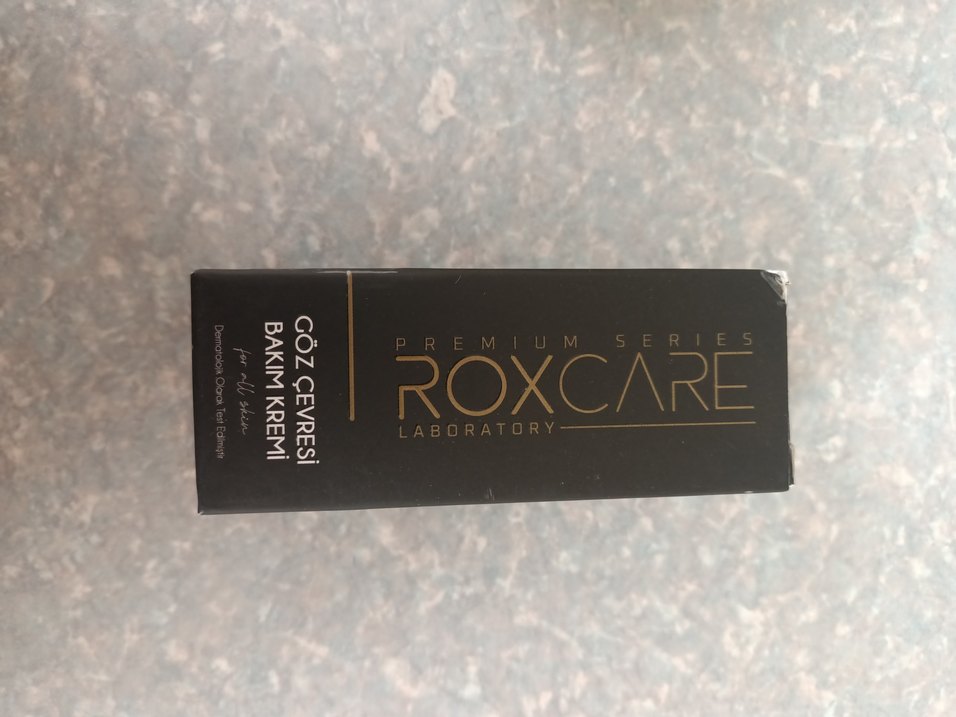 PREMIUM SERIES
ROXCARE
LABORATORY
GÖZ ÇEVRESİ
BAKIM KREMİ
for all skin
Dermatolojik Olarak Test Edilmiştir